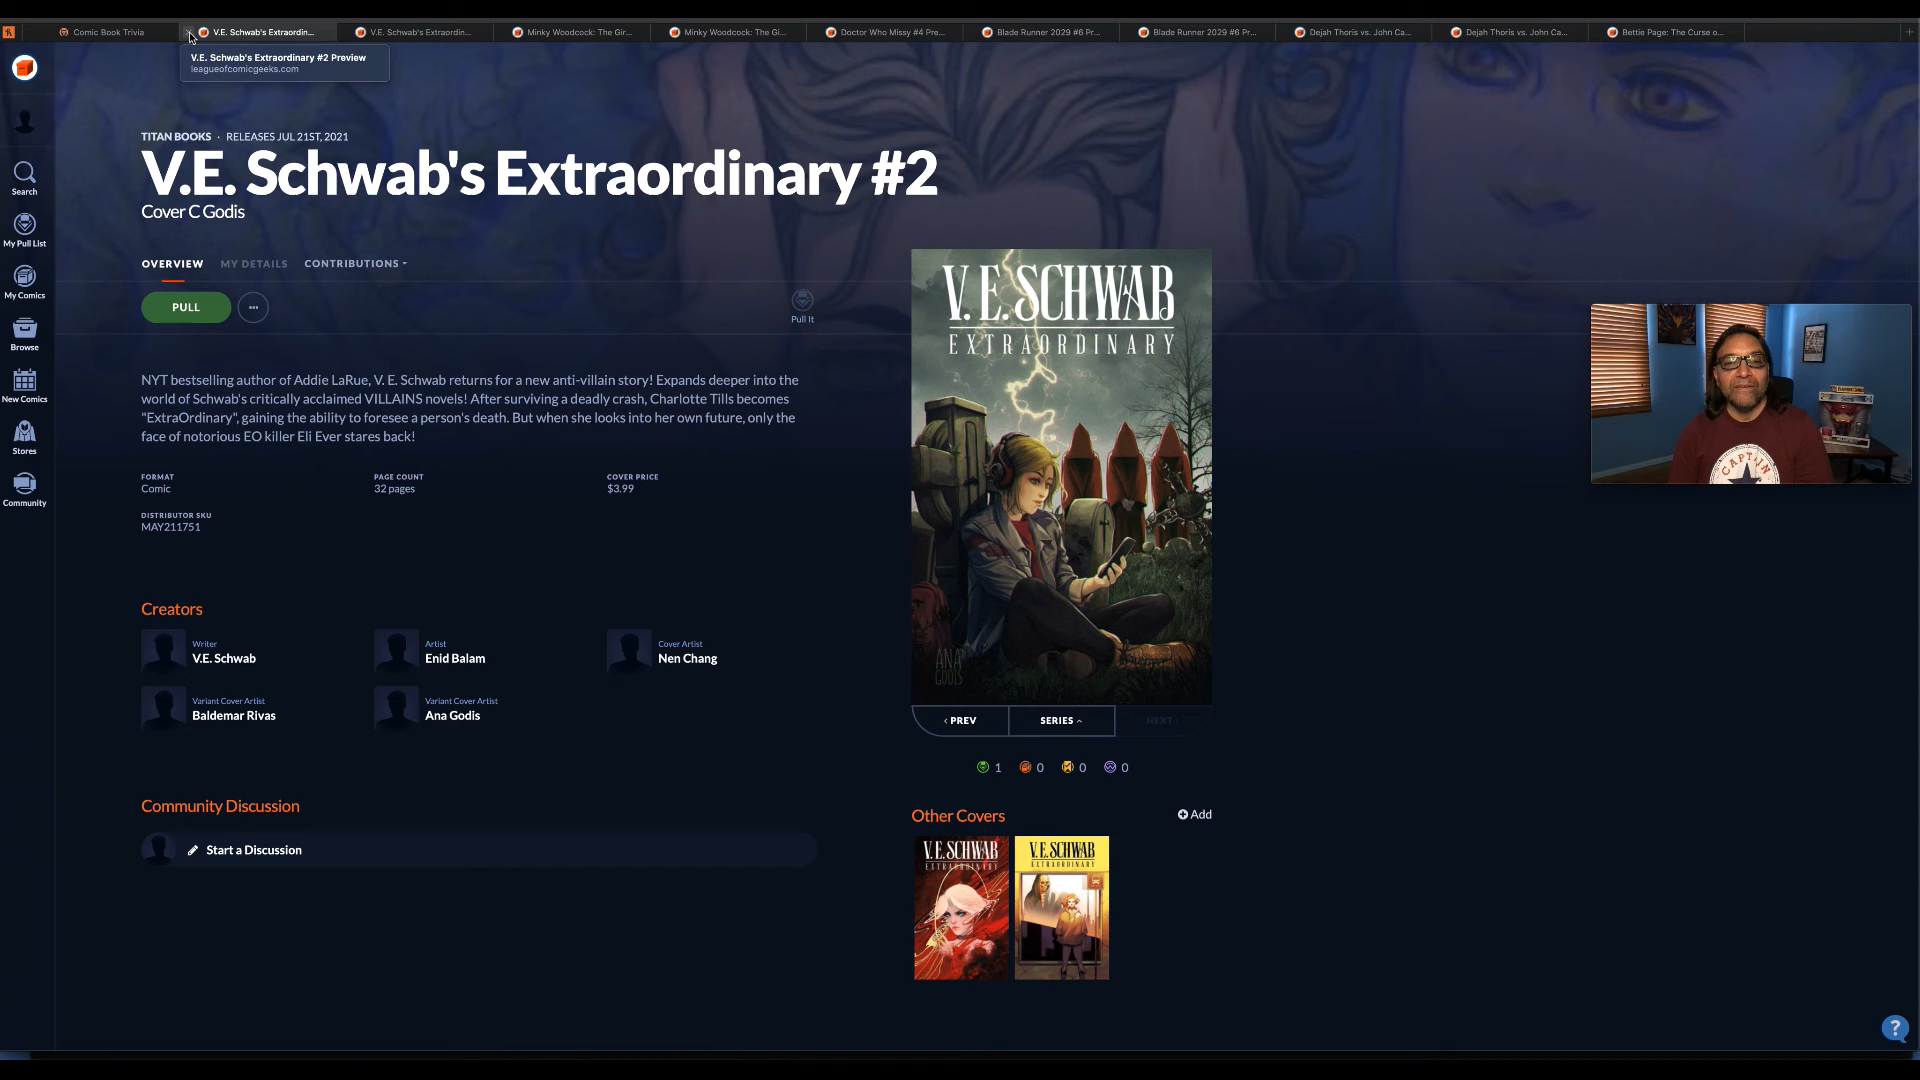 Comic Book Trivia
V.E. Schwab's Extraordin...
V.E. Schwab's Extraordin...
Minky Woodcock: The Gir...
Minky Woodcock: The Gi...
Doctor Who Missy #4 Pre...
Blade Runner 2029 #6 Pr...
Blade Runner 2029 #6 Pr...
Dejah Thoris vs. John Ca...
Dejah Thoris vs. John Ca...
Bettie Page: The Curse o...
V.E. Schwab's Extraordinary #2 Preview
leagueofcomicgeeks.com
Search
My Pull List
My Comics
Browse
New Comics
Stores
Community
TITAN BOOKS · RELEASES JUL 21ST, 2021
V.E. Schwab's Extraordinary #2
Cover C Godis
OVERVIEW MY DETAILS CONTRIBUTIONS
PULL
Pull It
NYT bestselling author of Addie LaRue, V. E. Schwab returns for a new anti-villain story! Expands deeper into the
world of Schwab's critically acclaimed VILLAINS novels! After surviving a deadly crash, Charlotte Tills becomes
"ExtraOrdinary", gaining the ability to foresee a person's death. But when she looks into her own future, only the
face of notorious EO killer Eli Ever stares back!
FORMAT
Comic
PAGE COUNT
32 pages
COVER PRICE
$3.99
DISTRIBUTOR SKU
MAY211751
Creators
Writer
V.E. Schwab
Artist
Enid Balam
Cover Artist
Nen Chang
Variant Cover Artist
Baldemar Rivas
Variant Cover Artist
Ana Godis
Community Discussion
Start a Discussion
V. E. SCHWAB
EXTRAORDINARY
ANA
GODIS
‹ PREV
SERIES
NEXT ›
1 0 0 0
Other Covers
Add
V. E. SCHWAB
EXTRAORDINARY
V. E. SCHWAB
EXTRAORDINARY
CAPTAIN
?